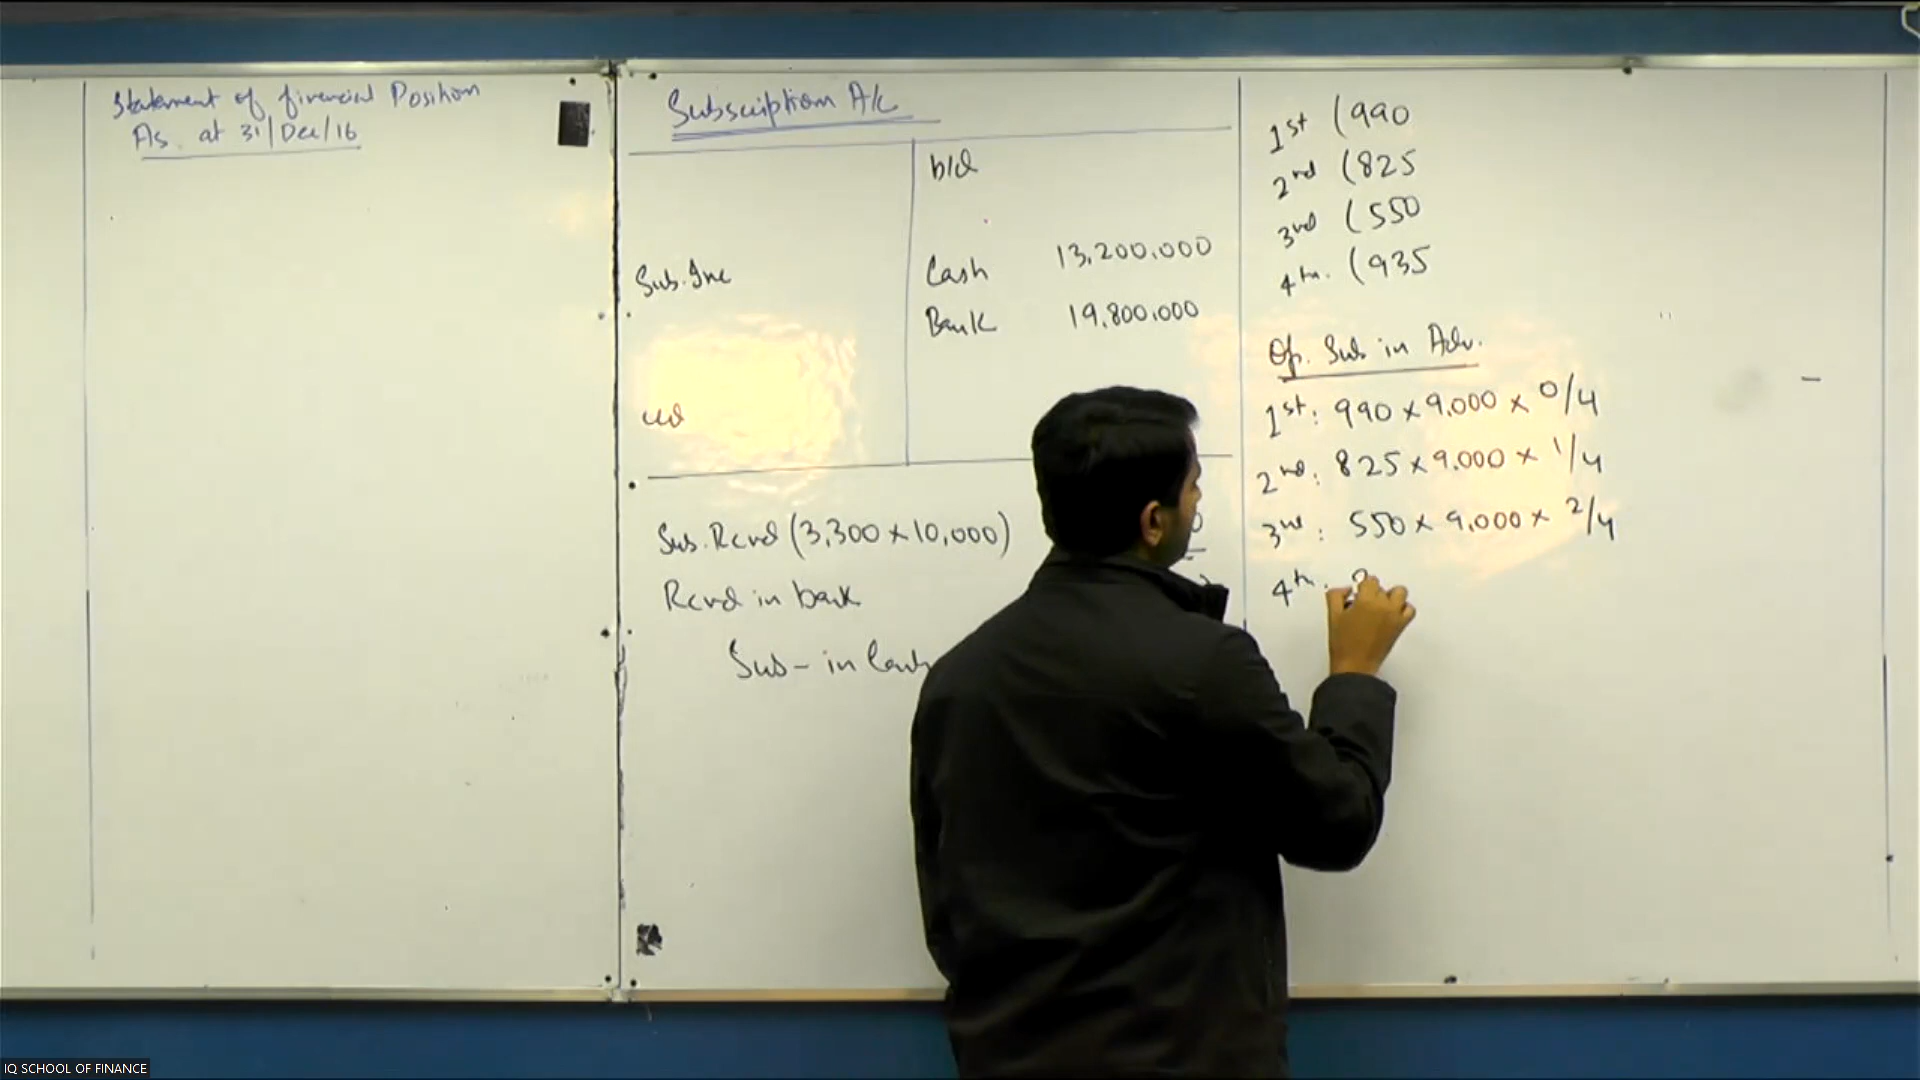 Statement of financial Position
As. at 31/Dec/16
Subscription A/c
b/d
Sub. Inc
Cash 13,200,000
Bank 19,800,000
c/d
Sub. Rcvd (3,300 x 10,000)
Rcvd in bank
Sub - in Cash
1st (990
2nd (825
3rd (550
4th. (935
Op. Sub in Adv.
1st: 990 x 9,000 x 0/4
2nd: 825 x 9,000 x 1/4
3rd: 550 x 9,000 x 2/4
4th:
IQ SCHOOL OF FINANCE